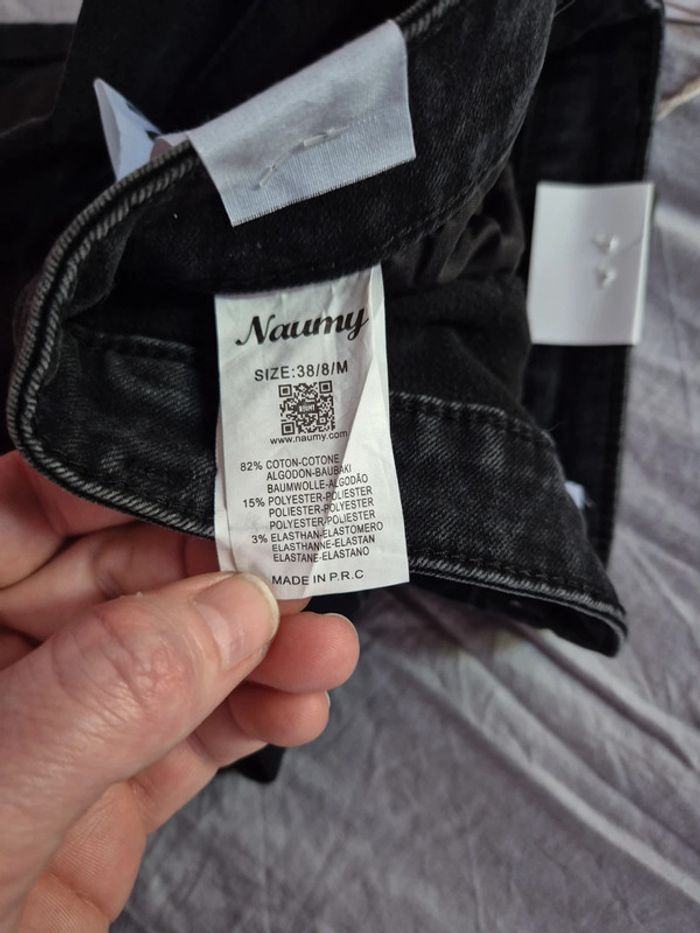 Naumy
SIZE:38/8/M
www.naumy.com
82% COTON-COTONE
ALGODON-BAUBAKI
BAUMWOLLE-ALGODÃO
15% POLYESTER-POLIESTER
POLIESTER-POLYESTER
POLYESTER-POLIESTER
3% ELASTHAN-ELASTOMERO
ELASTHANNE-ELASTAN
ELASTANE-ELASTANO
MADE IN P.R.C